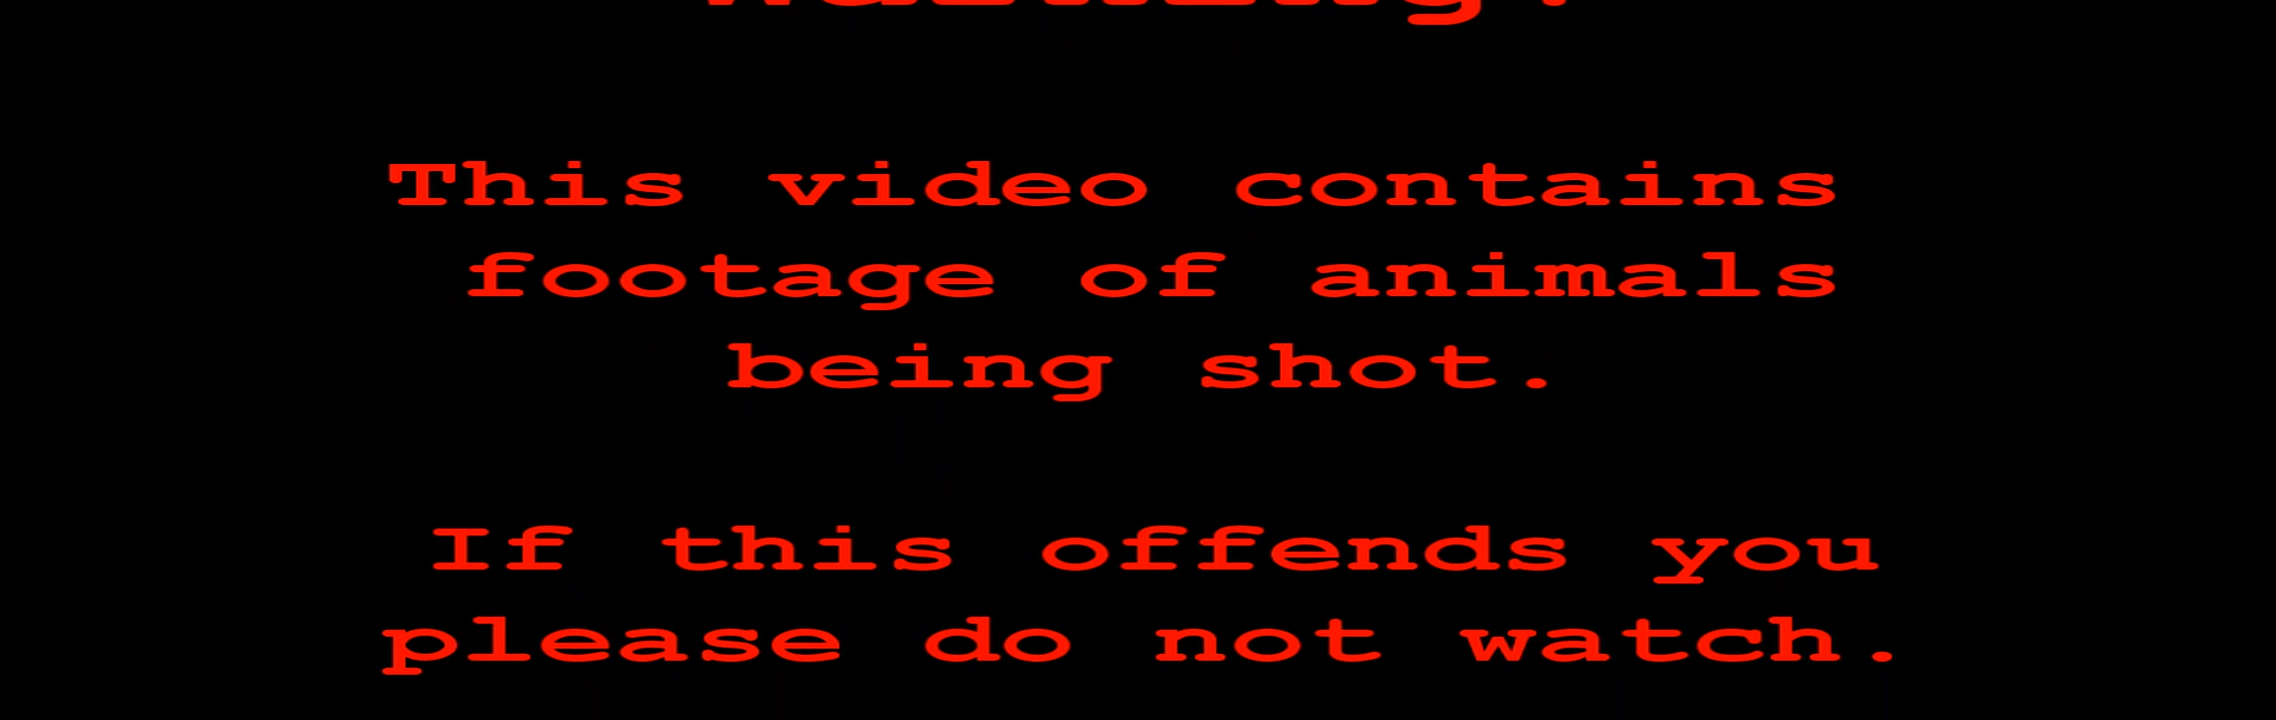 This video contains
footage of animals
being shot.
If this offends you
please do not watch.